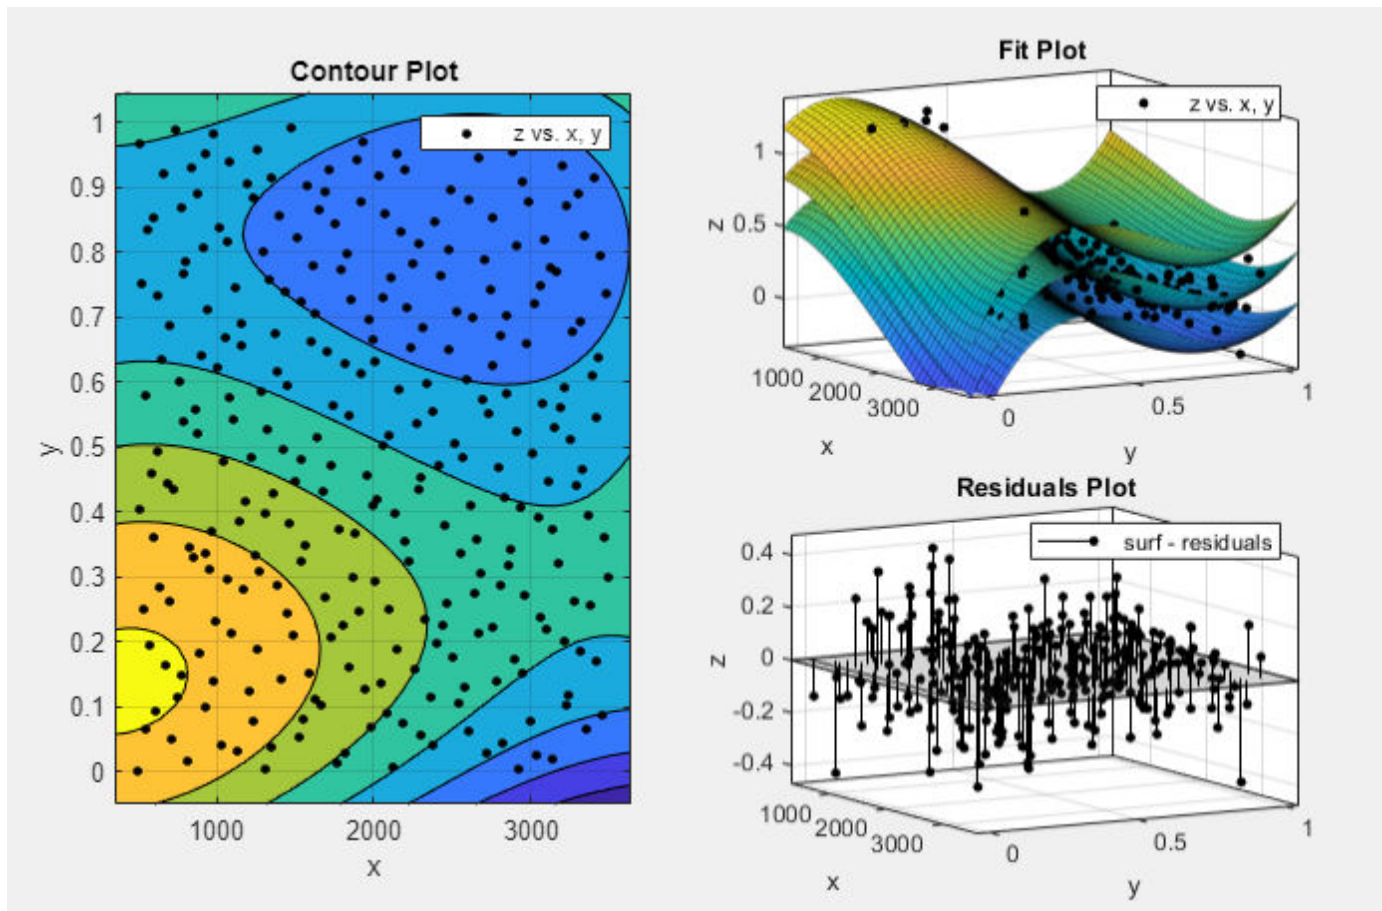 Contour Plot
z vs. x, y
1
0.9
0.8
0.7
0.6
0.5
0.4
0.3
0.2
0.1
0
y
1000
2000
3000
x
Fit Plot
z vs. x, y
1
0.5
0
z
1000
2000
3000
x
0
0.5
1
y
Residuals Plot
surf - residuals
0.4
0.2
0
-0.2
-0.4
z
1000
2000
3000
x
0
0.5
1
y